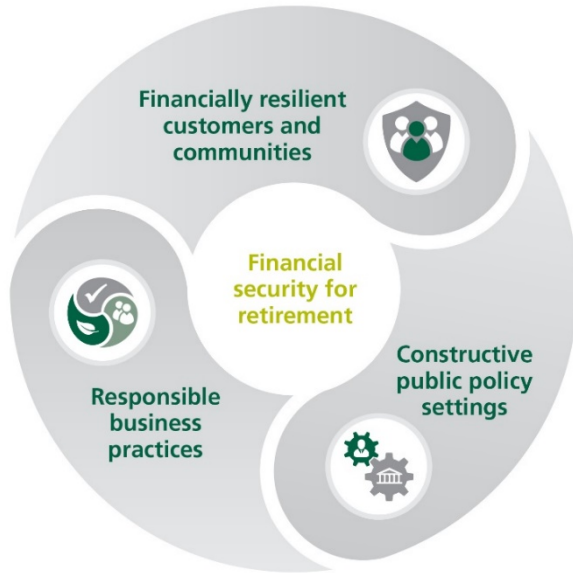 Financially resilient
customers and
communities
Financial
security for
retirement
Constructive
public policy
settings
Responsible
business
practices